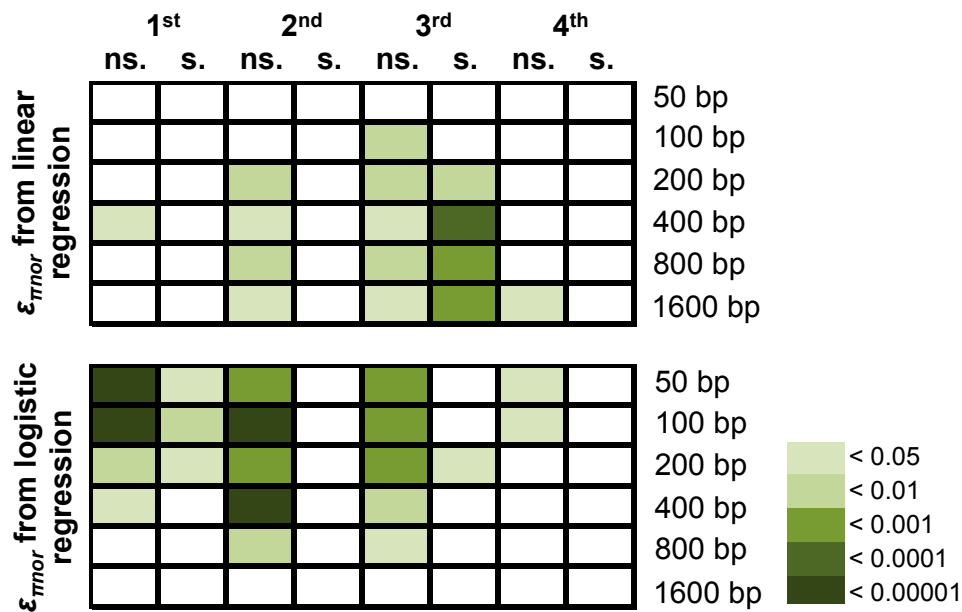 1st 2nd 3rd 4th
ns. s. ns. s. ns. s. ns. s.
επnor from linear
regression
50 bp
100 bp
200 bp
400 bp
800 bp
1600 bp
επnor from logistic
regression
50 bp
100 bp
200 bp
400 bp
800 bp
1600 bp
< 0.05
< 0.01
< 0.001
< 0.0001
< 0.00001